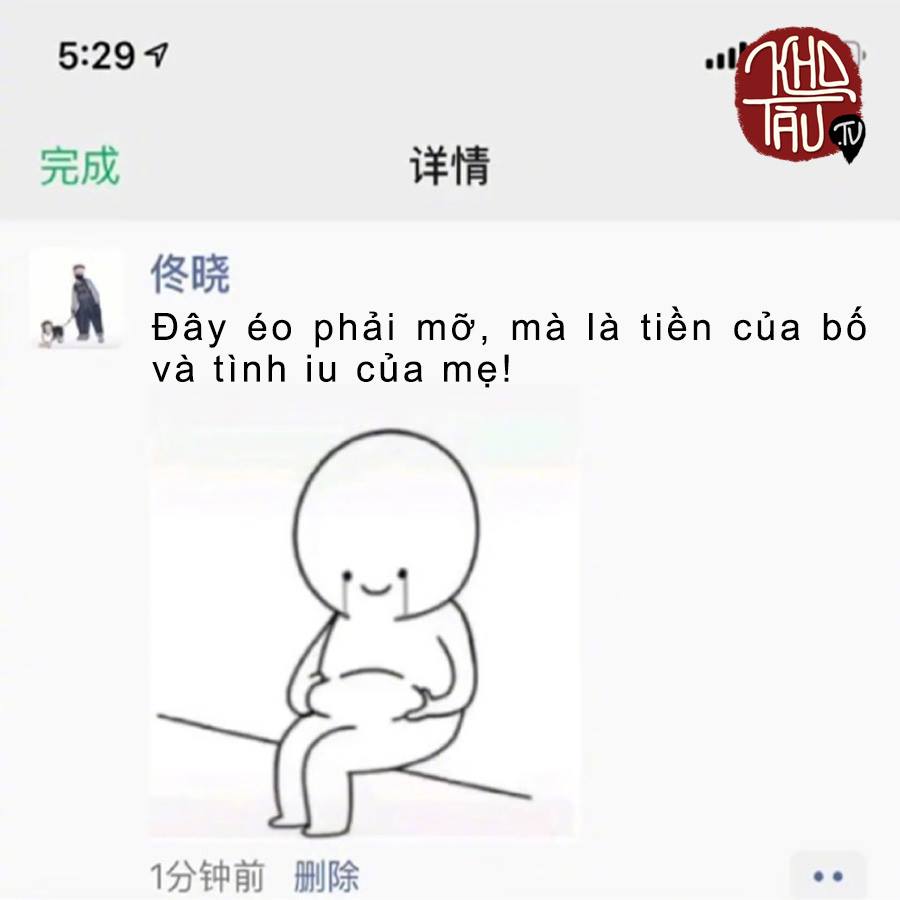 5:29
KHO
TÀU
.TV
完成 详情
佟晓
Đây éo phải mỡ, mà là tiền của bố
và tình iu của mẹ!
1分钟前 删除